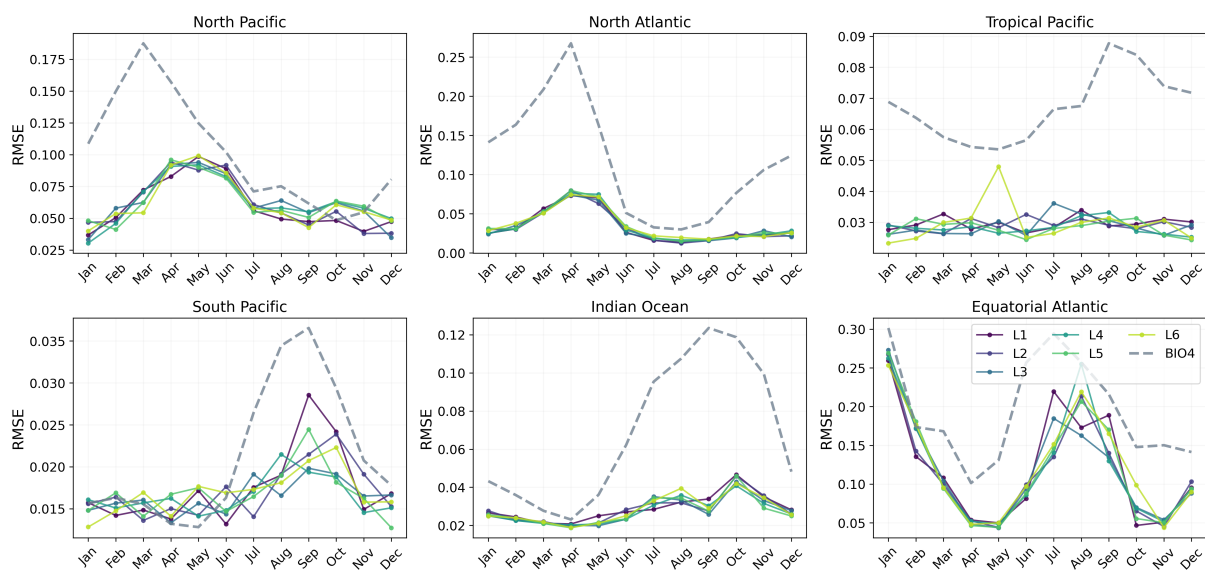 North Pacific
RMSE
0.175
0.150
0.125
0.100
0.075
0.050
0.025
Jan Feb Mar Apr May Jun Jul Aug Sep Oct Nov Dec
North Atlantic
RMSE
0.25
0.20
0.15
0.10
0.05
0.00
Jan Feb Mar Apr May Jun Jul Aug Sep Oct Nov Dec
Tropical Pacific
RMSE
0.09
0.08
0.07
0.06
0.05
0.04
0.03
Jan Feb Mar Apr May Jun Jul Aug Sep Oct Nov Dec
South Pacific
RMSE
0.035
0.030
0.025
0.020
0.015
Jan Feb Mar Apr May Jun Jul Aug Sep Oct Nov Dec
Indian Ocean
RMSE
0.12
0.10
0.08
0.06
0.04
0.02
Jan Feb Mar Apr May Jun Jul Aug Sep Oct Nov Dec
Equatorial Atlantic
RMSE
0.30
0.25
0.20
0.15
0.10
0.05
L1 L4 L6
L2 L5 BIO4
L3
Jan Feb Mar Apr May Jun Jul Aug Sep Oct Nov Dec